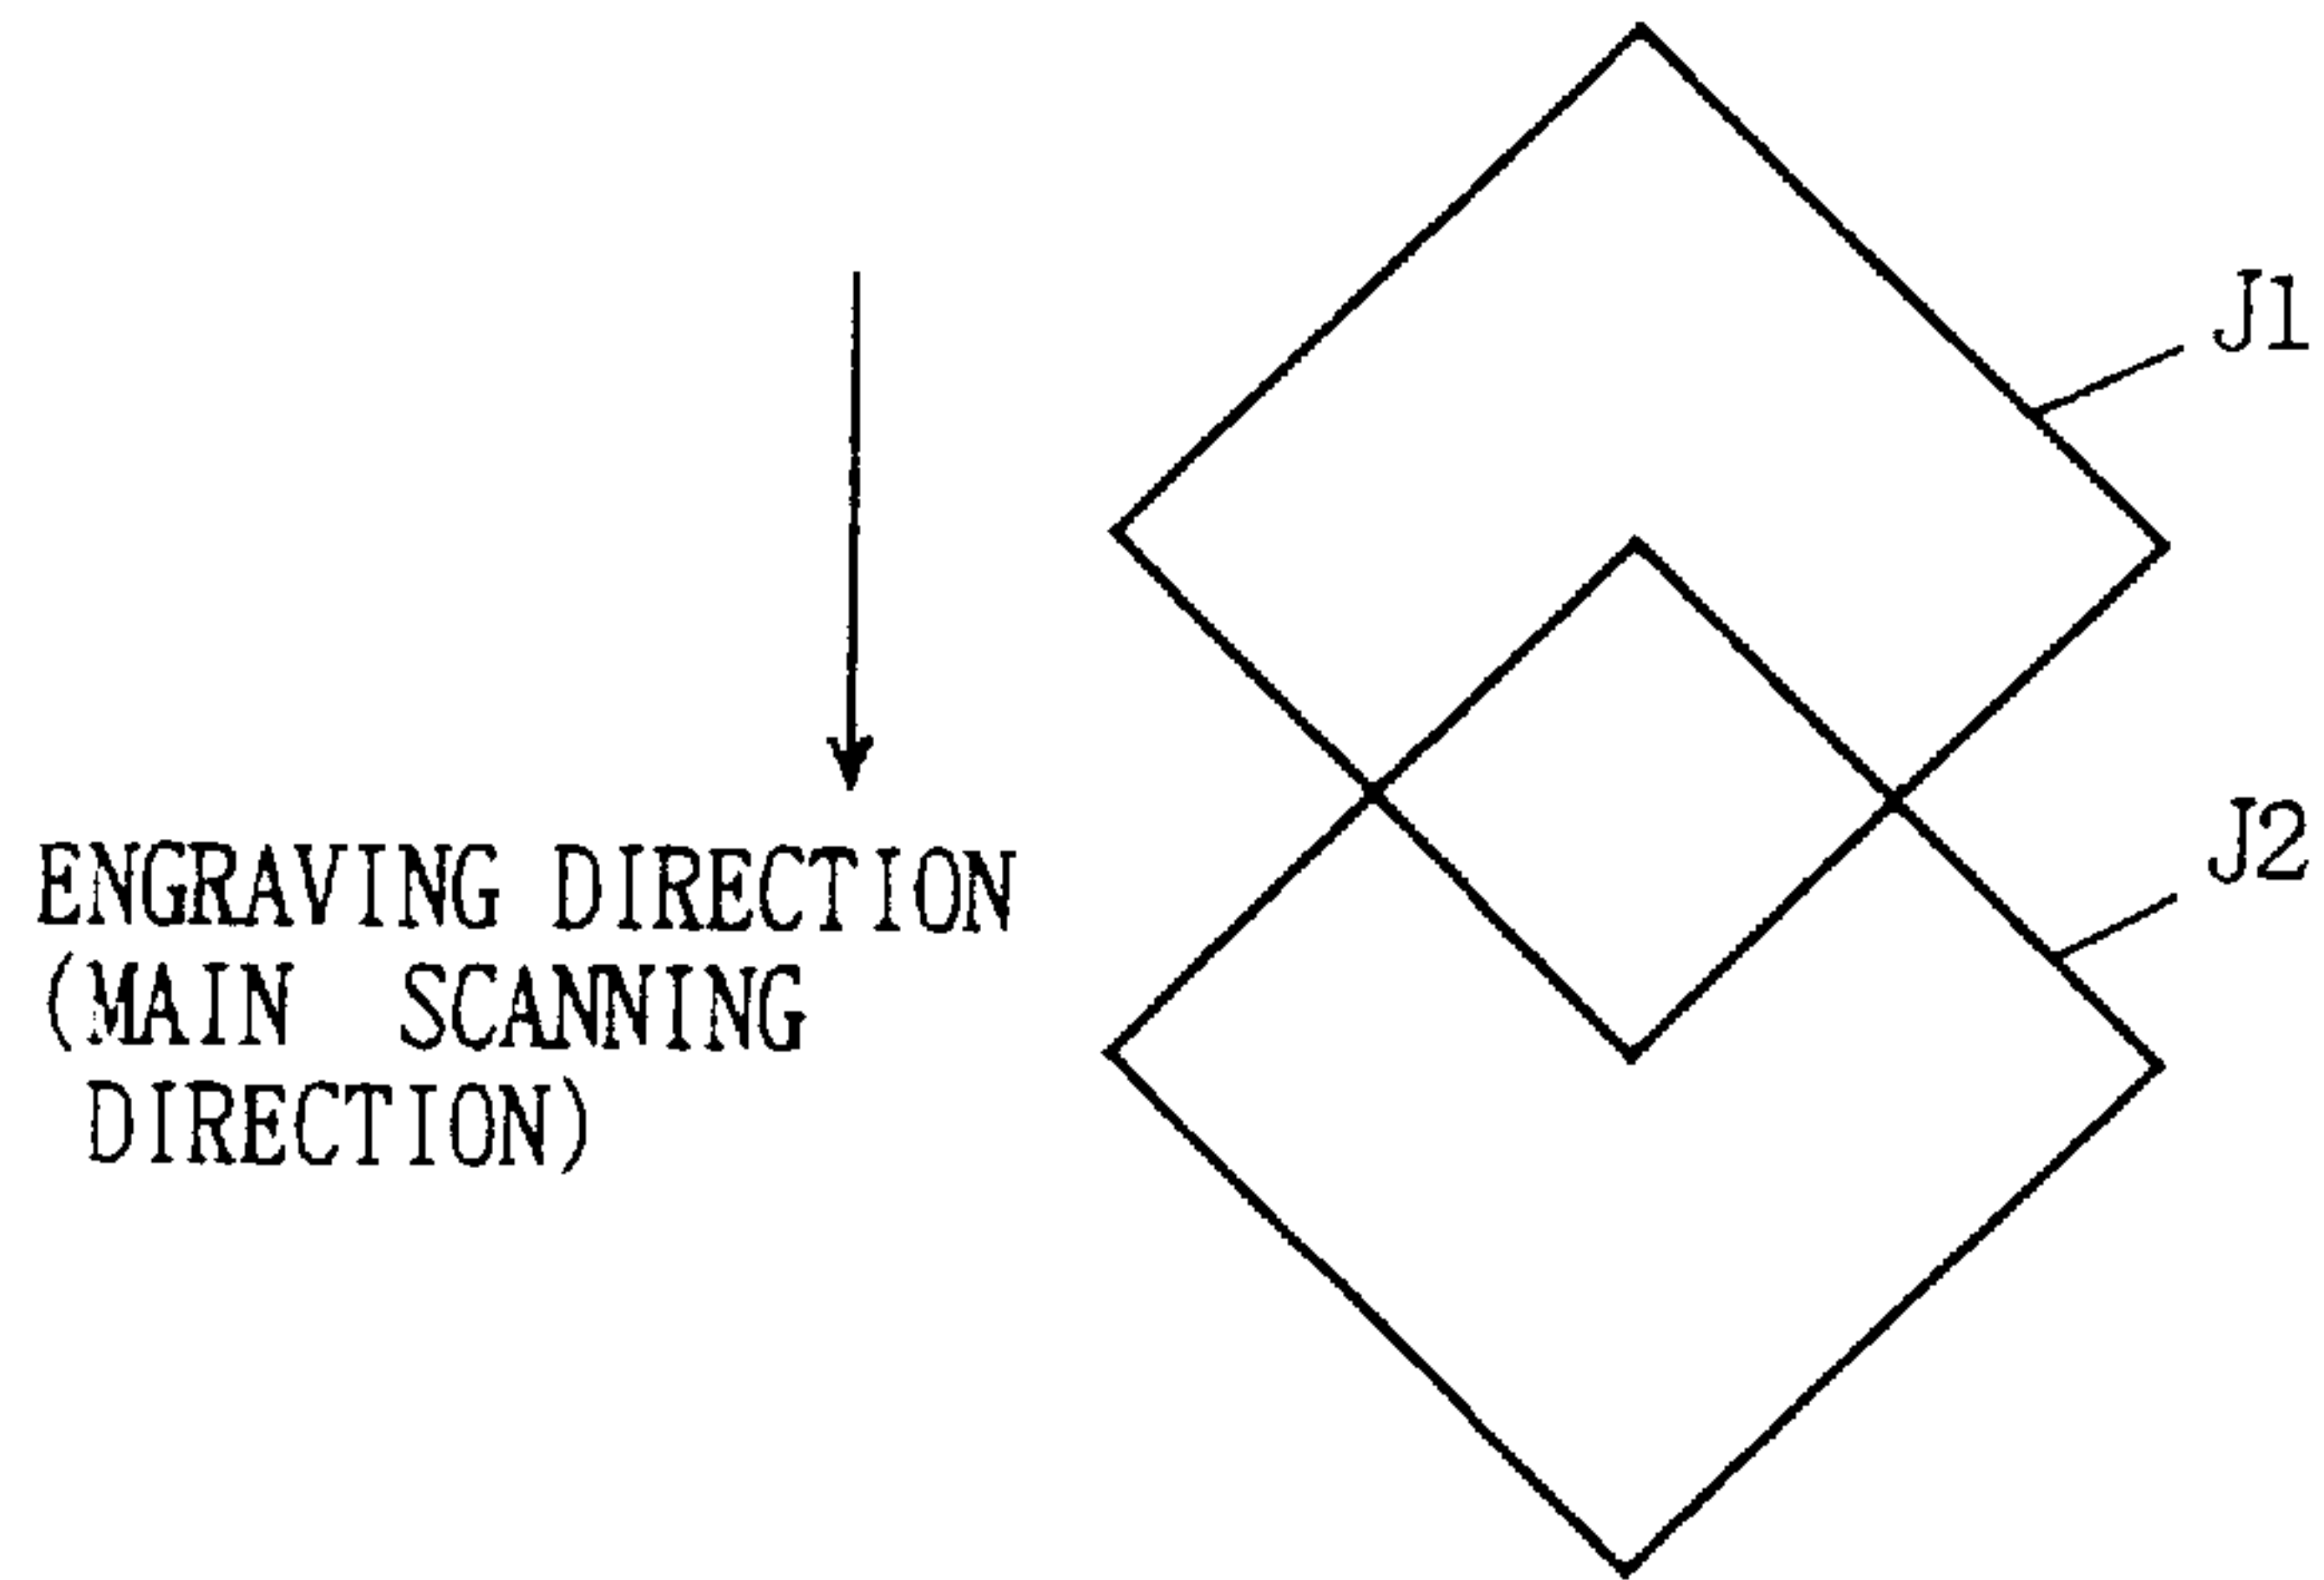 J1
J2
ENGRAVING DIRECTION
(MAIN SCANNING
DIRECTION)